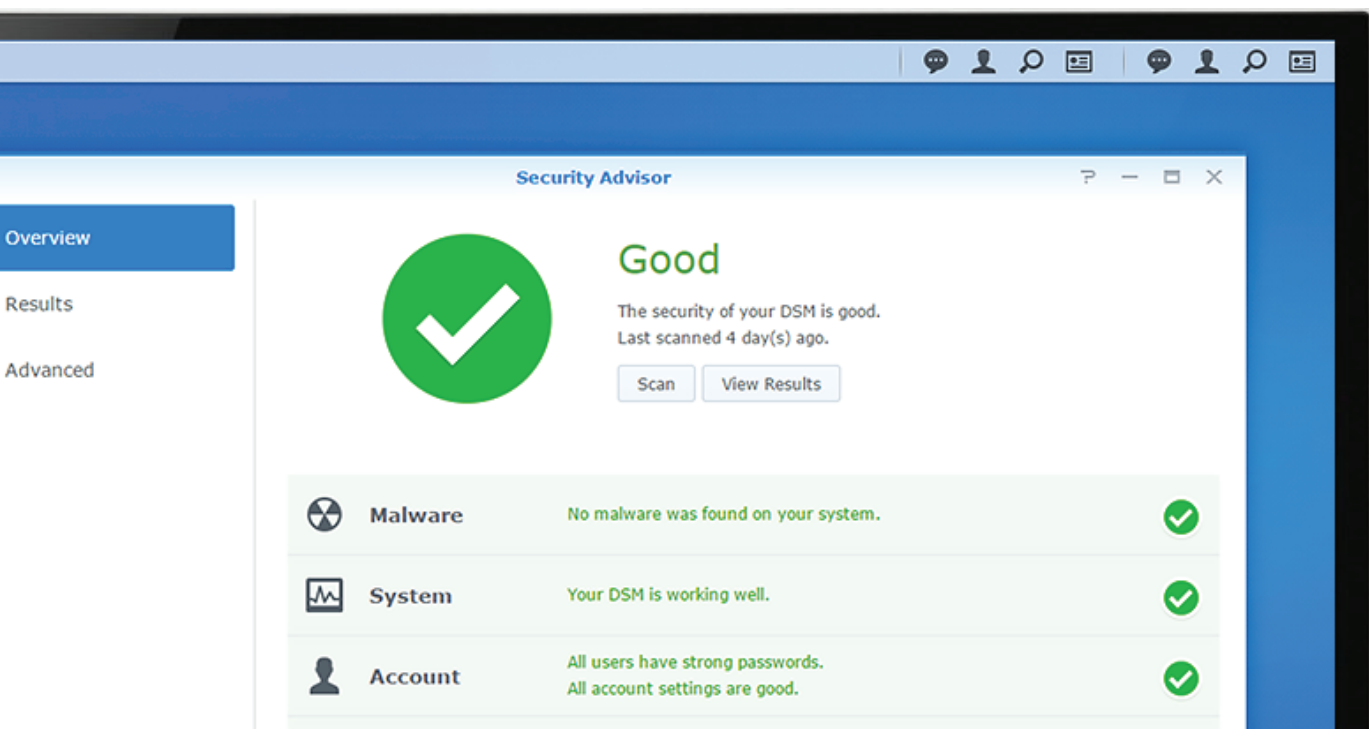 Security Advisor
Overview
Results
Advanced
Good
The security of your DSM is good.
Last scanned 4 day(s) ago.
Scan
View Results
Malware
No malware was found on your system.
System
Your DSM is working well.
Account
All users have strong passwords.
All account settings are good.